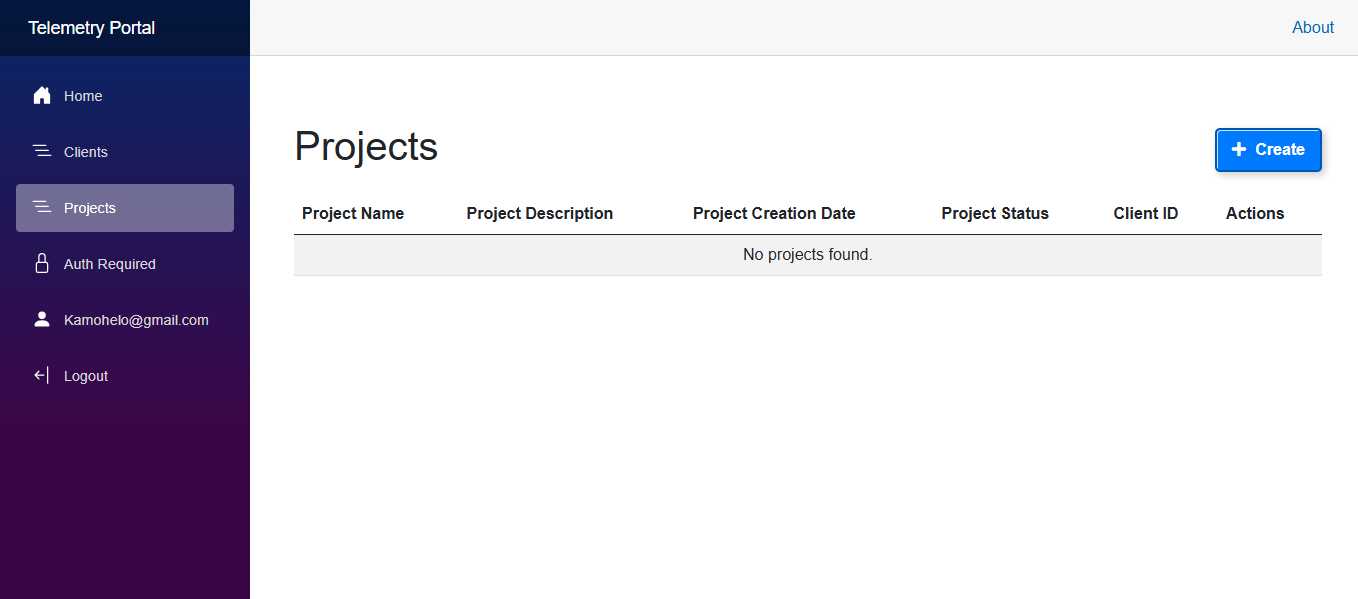 Telemetry Portal
About
Home
Clients
Projects
Auth Required
Kamohelo@gmail.com
Logout
Projects
Create
Project Name Project Description Project Creation Date Project Status Client ID Actions
No projects found.